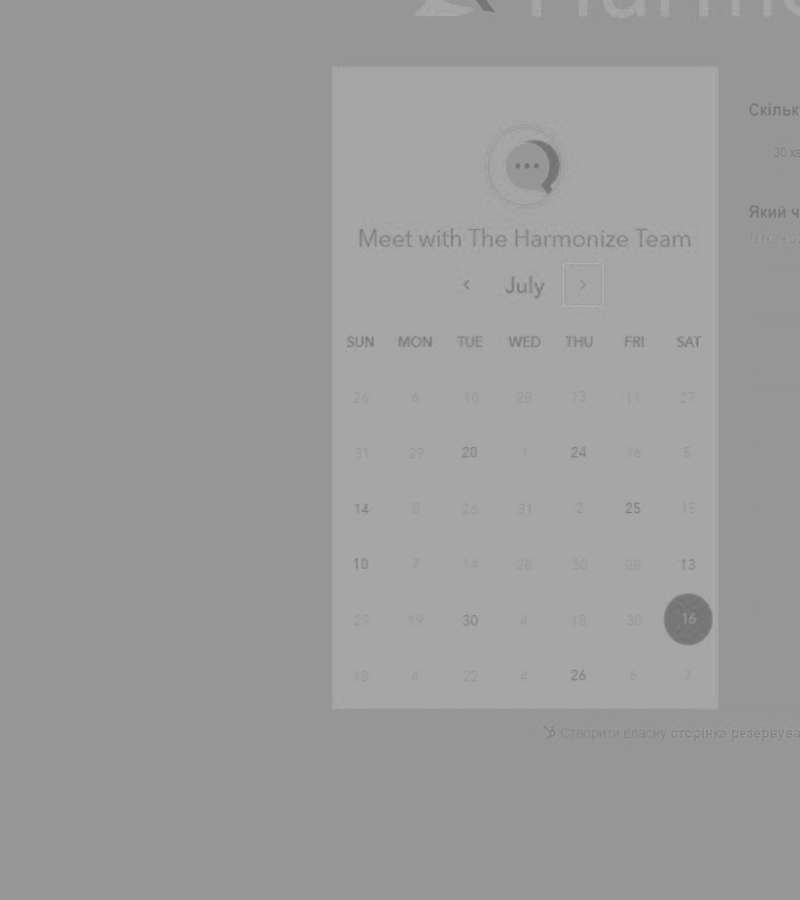 Harmo
Скільк
30 хв
Meet with The Harmonize Team
Який ч
July
SUN MON TUE WED THU FRI SAT
26 6 10 28 13 11 27
31 29 20 1 24 16 5
14 8 26 31 2 25 15
10 7 14 28 30 28 13
29 19 30 4 18 30 16
18 4 22 4 26 6 7
Створити власну сторінка резервува